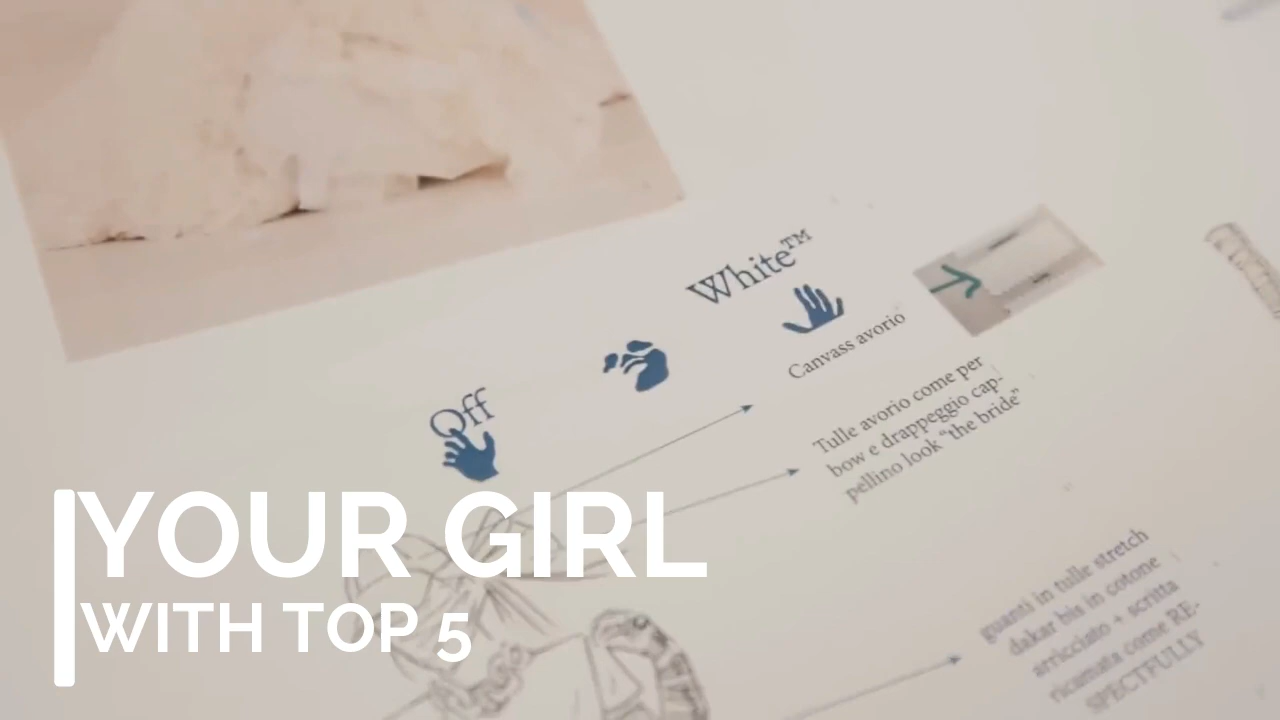 White™
Off
Canvass avorio
Tulle avorio come per
bow e drappeggio cap-
pellino look “the bride”
guanti in tulle stretch
dakar bis in cotone
arricciato + scritta
ricamata come RE-
SPECTFULLY
YOUR GIRL
WITH TOP 5